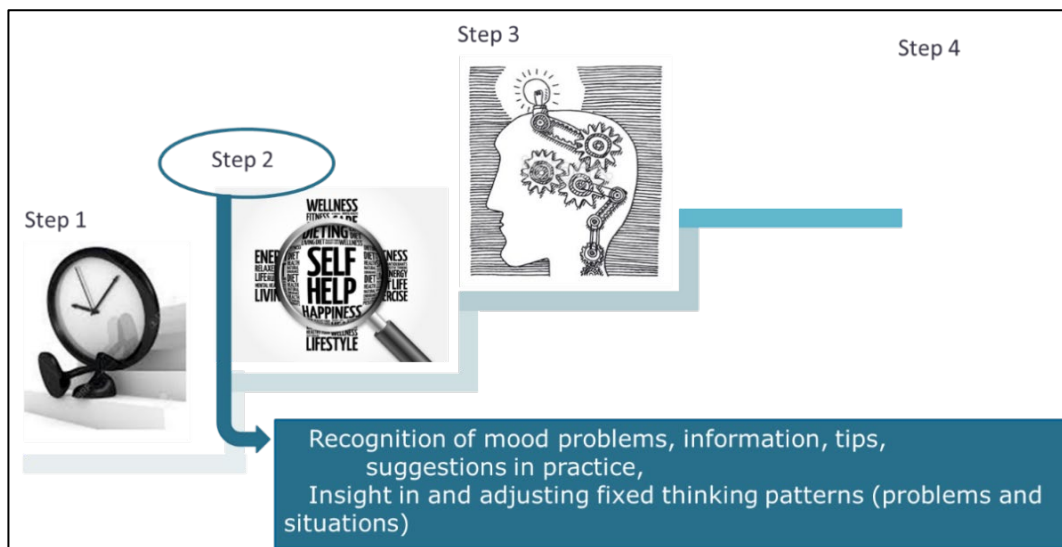 Step 1
Step 2
Step 3
Step 4
WELLNESS
DIETING
SELF
HELP
HAPPINESS
LIFESTYLE
Recognition of mood problems, information, tips,
suggestions in practice,
Insight in and adjusting fixed thinking patterns (problems and
situations)